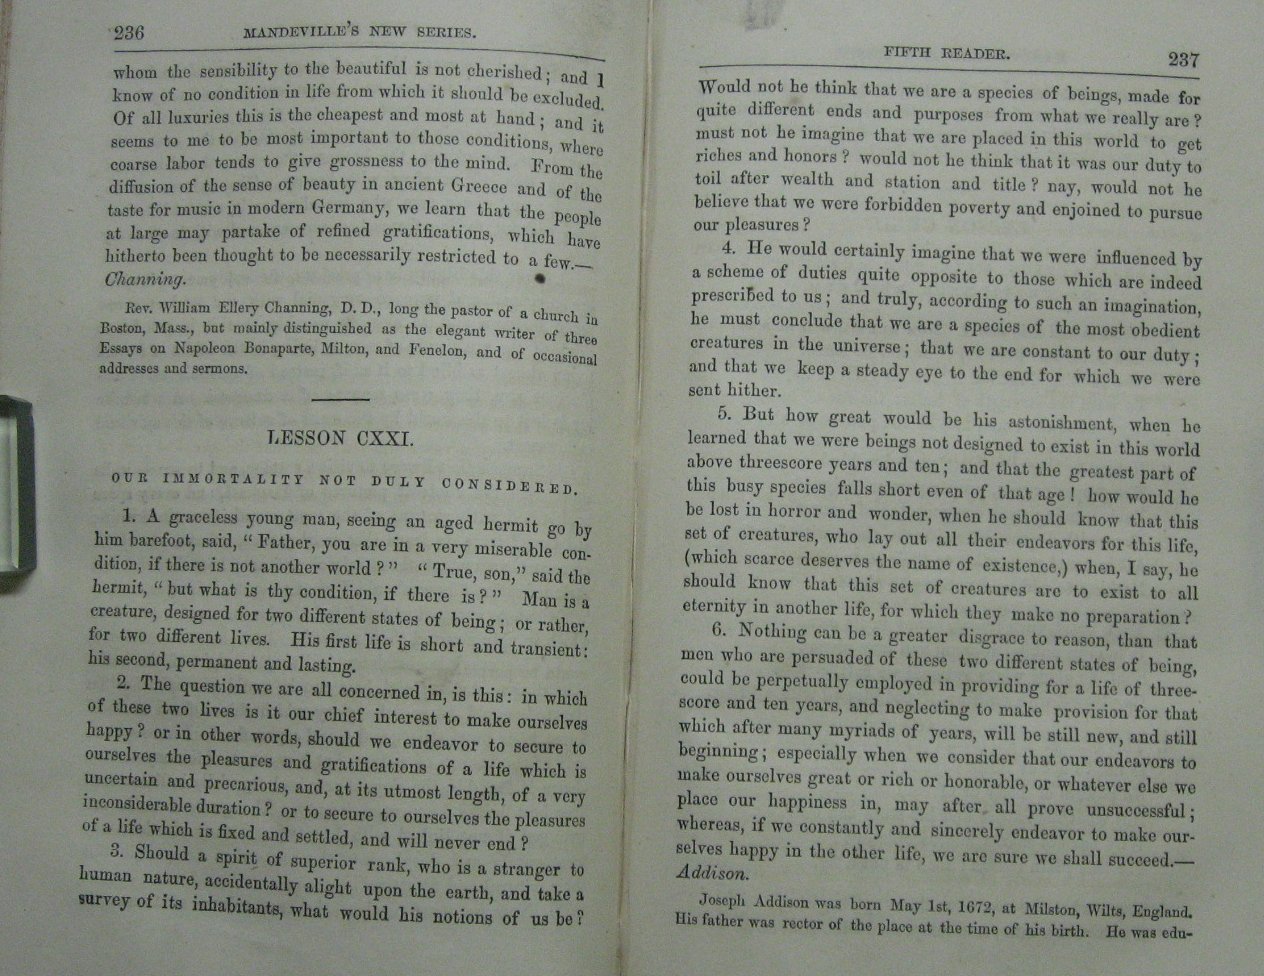 236 MANDEVILLE'S NEW SERIES.
whom the sensibility to the beautiful is not cherished; and I
know of no condition in life from which it should be excluded.
Of all luxuries this is the cheapest and most at hand; and it
seems to me to be most important to those conditions, where
coarse labor tends to give grossness to the mind. From the
diffusion of the sense of beauty in ancient Greece and of the
taste for music in modern Germany, we learn that the people
at large may partake of refined gratifications, which have
hitherto been thought to be necessarily restricted to a few.—
Channing.
Rev. William Ellery Channing, D. D., long the pastor of a church in
Boston, Mass., but mainly distinguished as the elegant writer of three
Essays on Napoleon Bonaparte, Milton, and Fenelon, and of occasional
addresses and sermons.
LESSON CXXI.
OUR IMMORTALITY NOT DULY CONSIDERED.
1. A graceless young man, seeing an aged hermit go by
him barefoot, said, "Father, you are in a very miserable con-
dition, if there is not another world?" "True, son," said the
hermit, "but what is thy condition, if there is?" Man is a
creature, designed for two different states of being; or rather,
for two different lives. His first life is short and transient:
his second, permanent and lasting.
2. The question we are all concerned in, is this: in which
of these two lives is it our chief interest to make ourselves
happy? or in other words, should we endeavor to secure to
ourselves the pleasures and gratifications of a life which is
uncertain and precarious, and, at its utmost length, of a very
inconsiderable duration? or to secure to ourselves the pleasures
of a life which is fixed and settled, and will never end?
3. Should a spirit of superior rank, who is a stranger to
human nature, accidentally alight upon the earth, and take a
survey of its inhabitants, what would his notions of us be?
FIFTH READER. 237
Would not he think that we are a species of beings, made for
quite different ends and purposes from what we really are?
must not he imagine that we are placed in this world to get
riches and honors? would not he think that it was our duty to
toil after wealth and station and title? nay, would not he
believe that we were forbidden poverty and enjoined to pursue
our pleasures?
4. He would certainly imagine that we were influenced by
a scheme of duties quite opposite to those which are indeed
prescribed to us; and truly, according to such an imagination,
he must conclude that we are a species of the most obedient
creatures in the universe; that we are constant to our duty;
and that we keep a steady eye to the end for which we were
sent hither.
5. But how great would be his astonishment, when he
learned that we were beings not designed to exist in this world
above threescore years and ten; and that the greatest part of
this busy species falls short even of that age! how would he
be lost in horror and wonder, when he should know that this
set of creatures, who lay out all their endeavors for this life,
(which scarce deserves the name of existence,) when, I say, he
should know that this set of creatures are to exist to all
eternity in another life, for which they make no preparation?
6. Nothing can be a greater disgrace to reason, than that
men who are persuaded of these two different states of being,
could be perpetually employed in providing for a life of three-
score and ten years, and neglecting to make provision for that
which after many myriads of years, will be still new, and still
beginning; especially when we consider that our endeavors to
make ourselves great or rich or honorable, or whatever else we
place our happiness in, may after all prove unsuccessful;
whereas, if we constantly and sincerely endeavor to make our-
selves happy in the other life, we are sure we shall succeed.—
Addison.
Joseph Addison was born May 1st, 1672, at Milston, Wilts, England.
His father was rector of the place at the time of his birth. He was edu-